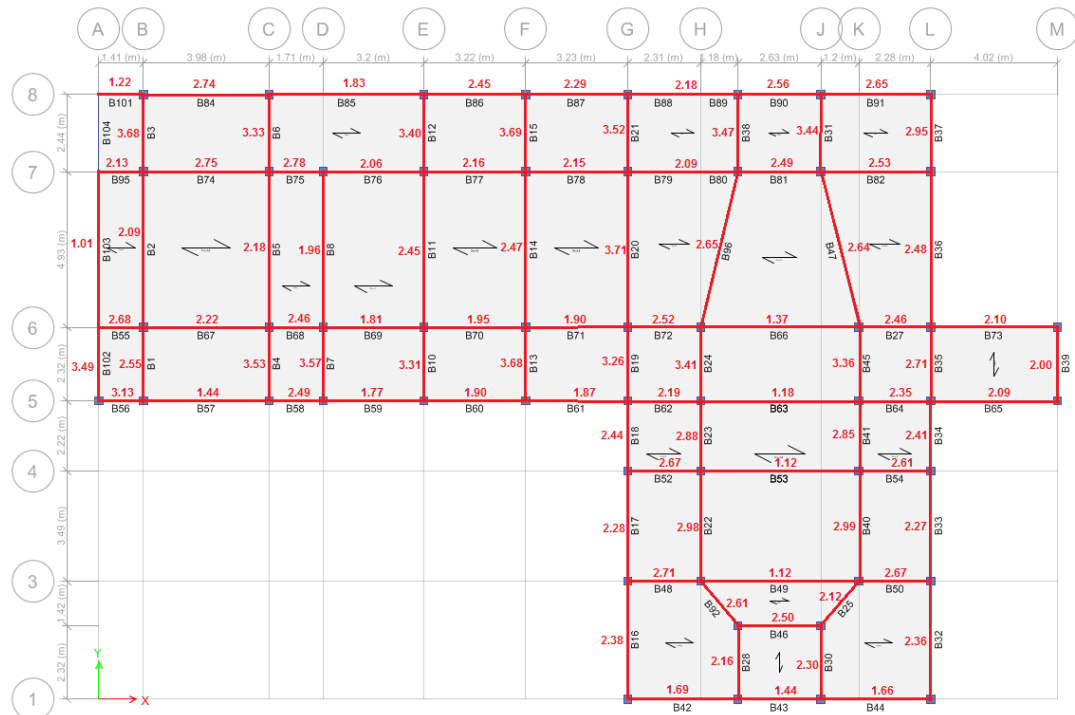 A B C D E F G H J K L M
1.41 (m) 3.98 (m) 1.71 (m) 3.2 (m) 3.22 (m) 3.23 (m) 2.31 (m) 1.18 (m) 2.63 (m) 1.2 (m) 2.28 (m) 4.02 (m)
1.22 2.74 1.83 2.45 2.29 2.18 2.56 2.65
8
B101 B84 B85 B86 B87 B88 B89 B90 B91
2.44 (m) B104 3.68 B3 3.33 B6 3.40 B12 3.69 B15 3.52 B21 3.47 B38 3.44 B31 2.95 B37
2.13 2.75 2.78 2.06 2.16 2.15 2.09 2.49 2.53
7
B95 B74 B75 B76 B77 B78 B79 B80 B81 B82
4.93 (m) 1.01 B103 2.09 B2 2.18 B5 1.96 B8 2.45 B11 2.47 B14 3.71 B20 2.65 B96 B47 2.64 2.48 B36
2.68 2.22 2.46 1.81 1.95 1.90 2.52 1.37 2.46 2.10
6
B55 B67 B68 B69 B70 B71 B72 B66 B27 B73
2.32 (m) 3.49 B102 2.55 B1 3.53 B4 3.57 B7 3.31 B10 3.68 B13 3.26 B19 3.41 B24 3.36 B45 2.71 B35 2.00 B39
3.13 1.44 2.49 1.77 1.90 1.87 2.19 1.18 2.35 2.09
5
B56 B57 B58 B59 B60 B61 B62 B63 B64 B65
2.22 (m) 2.44 B18 2.88 B23 2.85 B41 2.41 B34
2.67 1.12 2.61
4
B52 B53 B54
3.49 (m) 2.28 B17 2.98 B22 2.99 B40 2.27 B33
2.71 1.12 2.67
3
B48 B49 B50
1.42 (m) B92 2.61 2.12 B25
2.50
B46
2.32 (m) 2.38 B16 2.16 B28 2.30 B30 2.36 B32
Y
1.69 1.44 1.66
1 X
B42 B43 B44